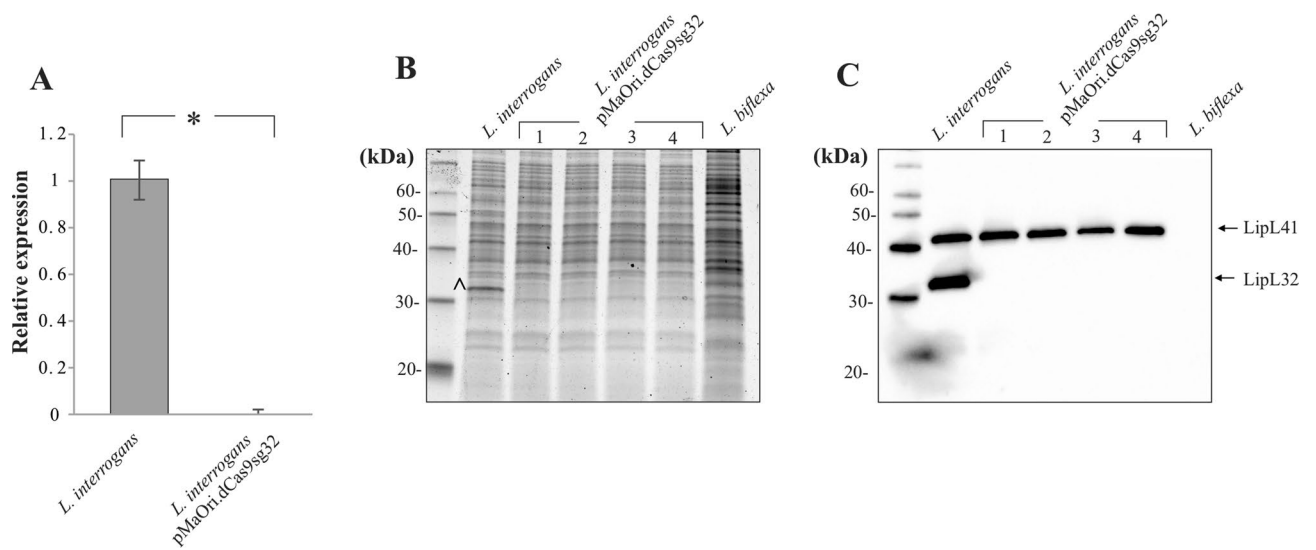 A
*
Relative expression
1.2
1
0.8
0.6
0.4
0.2
0
L. interrogans
L. interrogans
pMaOri.dCas9sg32
B
L. interrogans
L. interrogans
pMaOri.dCas9sg32
L. biflexa
1 2 3 4
(kDa)
60-
50-
40-
^
30-
20-
C
L. interrogans
L. interrogans
pMaOri.dCas9sg32
L. biflexa
1 2 3 4
(kDa)
60-
50-
40-
30-
20-
LipL41
LipL32